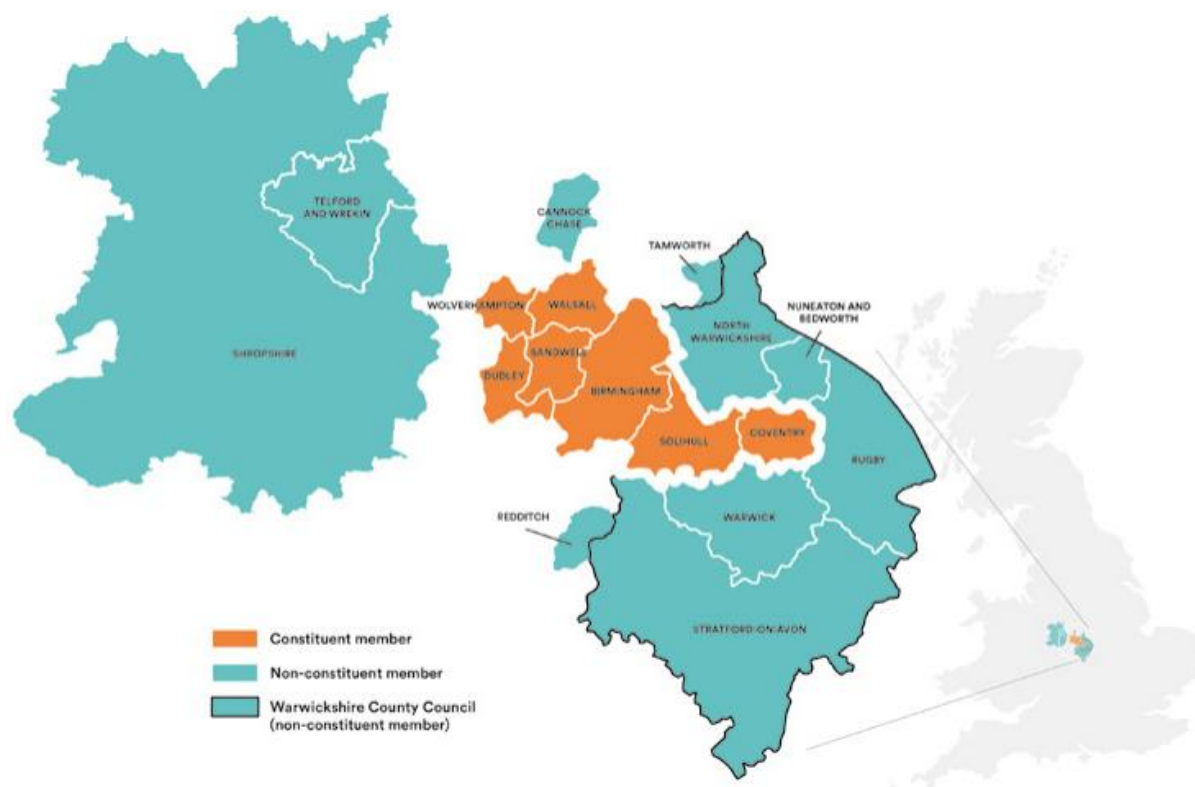 TELFORD
AND WREKIN
CANNOCK
CHASE
TAMWORTH
WOLVERHAMPTON
WALSALL
NUNEATON AND
BEDWORTH
NORTH
WARWICKSHIRE
SHROPSHIRE
SANDWELL
DUDLEY
BIRMINGHAM
SOLIHULL
COVENTRY
RUGBY
REDDITCH
WARWICK
STRATFORD-ON-AVON
Constituent member
Non-constituent member
Warwickshire County Council
(non-constituent member)